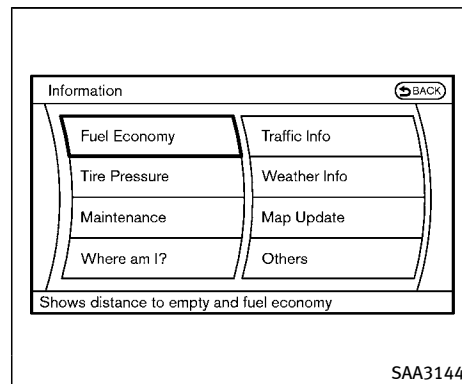 Information
BACK
Fuel Economy
Traffic Info
Tire Pressure
Weather Info
Maintenance
Map Update
Where am I?
Others
Shows distance to empty and fuel economy
SAA3144